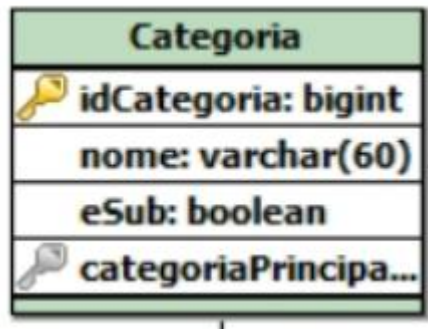 Categoria
idCategoria: bigint
nome: varchar(60)
eSub: boolean
categoriaPrincipa...